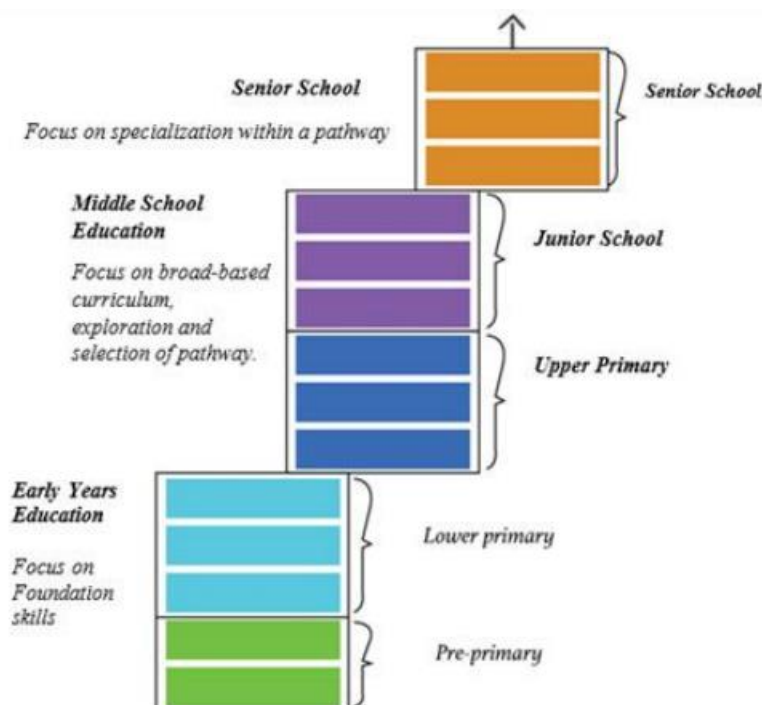 Senior School
Senior School
Focus on specialization within a pathway
Middle School
Education
Junior School
Focus on broad-based
curriculum,
exploration and
selection of pathway.
Upper Primary
Early Years
Education
Lower primary
Focus on
Foundation
skills
Pre-primary